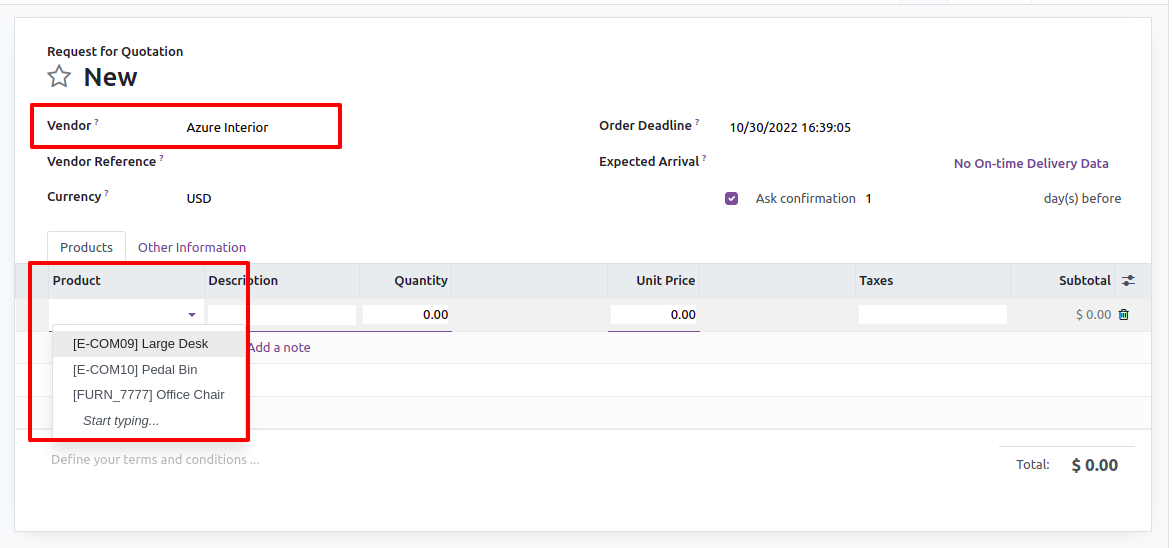 Request for Quotation
New
Vendor ? Azure Interior
Order Deadline ? 10/30/2022 16:39:05
Vendor Reference ?
Expected Arrival ? No On-time Delivery Data
Currency ? USD
Ask confirmation 1 day(s) before
Products Other Information
Product Description Quantity Unit Price Taxes Subtotal
0.00 0.00 $ 0.00
[E-COM09] Large Desk
Add a note
[E-COM10] Pedal Bin
[FURN_7777] Office Chair
Start typing...
Define your terms and conditions ...
Total: $ 0.00